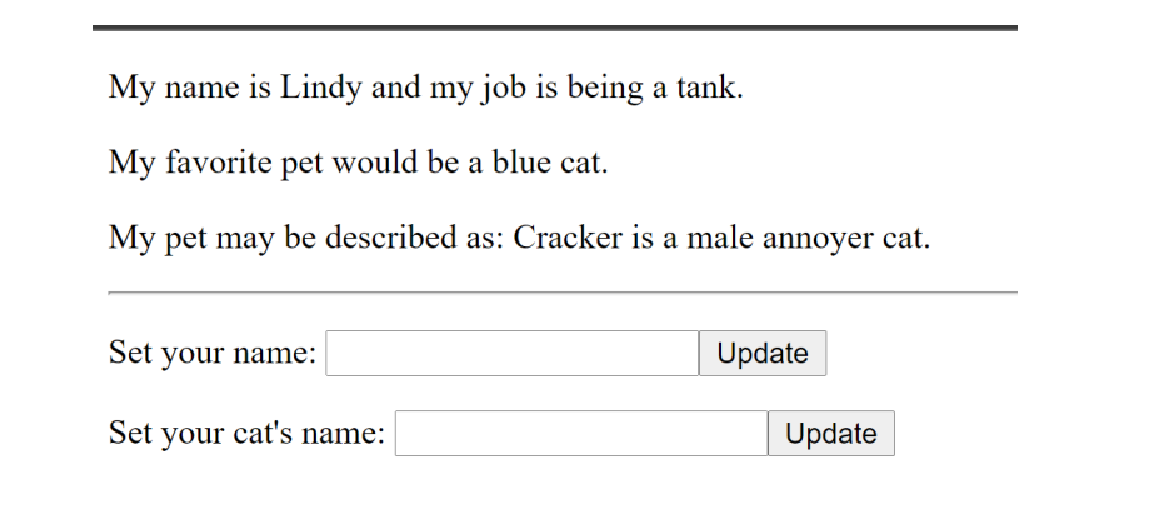 My name is Lindy and my job is being a tank.
My favorite pet would be a blue cat.
My pet may be described as: Cracker is a male annoyer cat.
Set your name: Update
Set your cat's name: Update